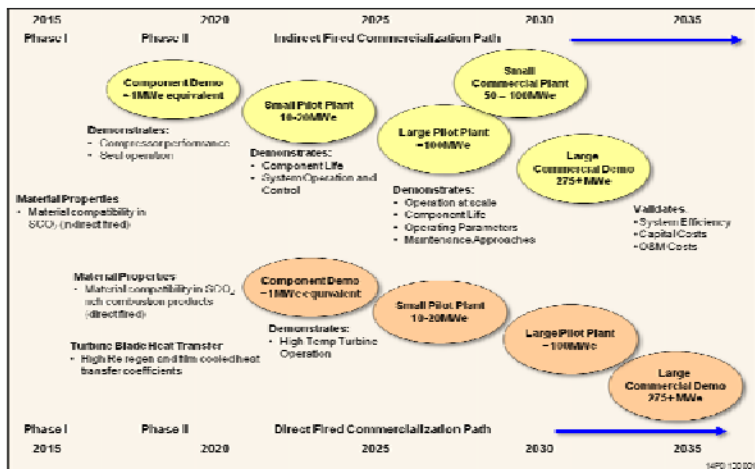 2015 2020 2025 2030 2035
Phase I Phase II Indirect Fired Commercialization Path
Component Demo
~1MWe equivalent
Small Pilot Plant
10-20MWe
Large Pilot Plant
~100MWe
Small
Commercial Plant
50 – 100MWe
Large
Commercial Demo
275+ MWe
Demonstrates:
• Compressor performance
• Seal operation
Demonstrates:
• Component Life
• System Operation and
Control
Demonstrates:
• Operation at scale
• Component Life
• Operating Parameters
• Maintenance Approaches
Validates:
• System Efficiency
• Capital Costs
• O&M Costs
Material Properties
• Material compatibility in
SCO₂ (indirect fired)
Material Properties
• Material compatibility in SCO₂
rich combustion products
(direct fired)
Turbine Blade Heat Transfer
• High Re regen and film cooled heat
transfer coefficients
Component Demo
~1MWe equivalent
Demonstrates:
• High Temp Turbine
Operation
Small Pilot Plant
10-20MWe
Large Pilot Plant
~100MWe
Large
Commercial Demo
275+ MWe
Phase I Phase II Direct Fired Commercialization Path
2015 2020 2025 2030 2035